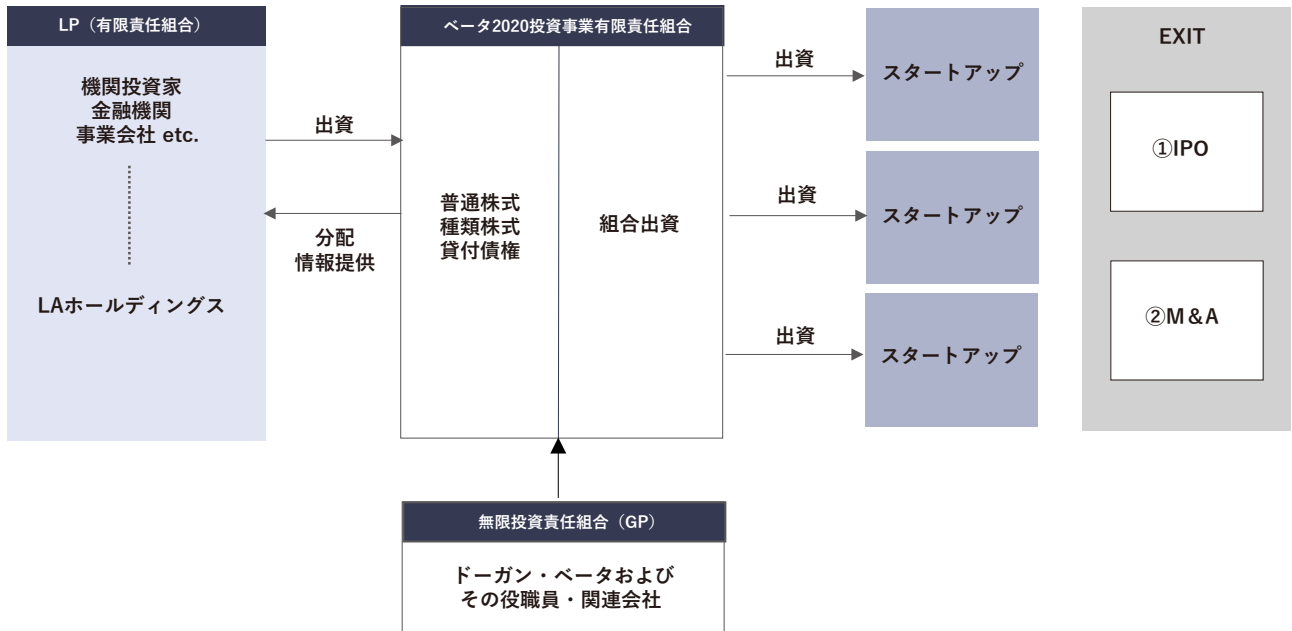 LP（有限責任組合）
機関投資家
金融機関
事業会社 etc.
LAホールディングス
出資
分配
情報提供
ベータ2020投資事業有限責任組合
普通株式
種類株式
貸付債権
組合出資
出資
スタートアップ
出資
スタートアップ
出資
スタートアップ
EXIT
①IPO
②M＆A
無限投資責任組合（GP）
ドーガン・ベータおよび
その役職員・関連会社